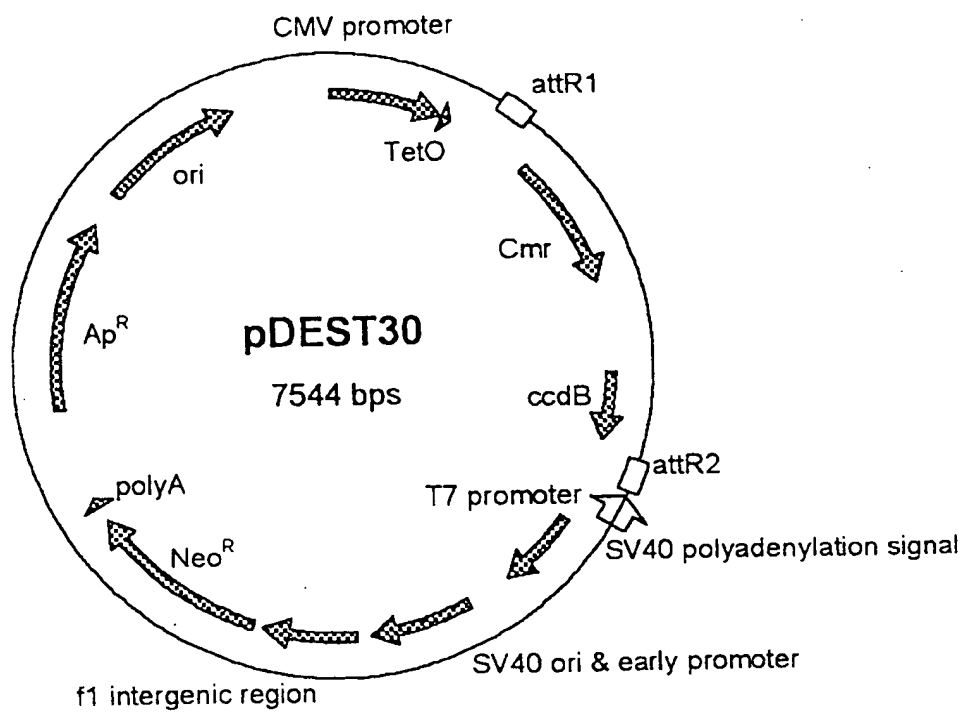 CMV promoter
attR1
TetO
ori
Cmr
Ap^R
pDEST30
7544 bps
ccdB
attR2
polyA
T7 promoter
SV40 polyadenylation signal
Neo^R
SV40 ori & early promoter
f1 intergenic region